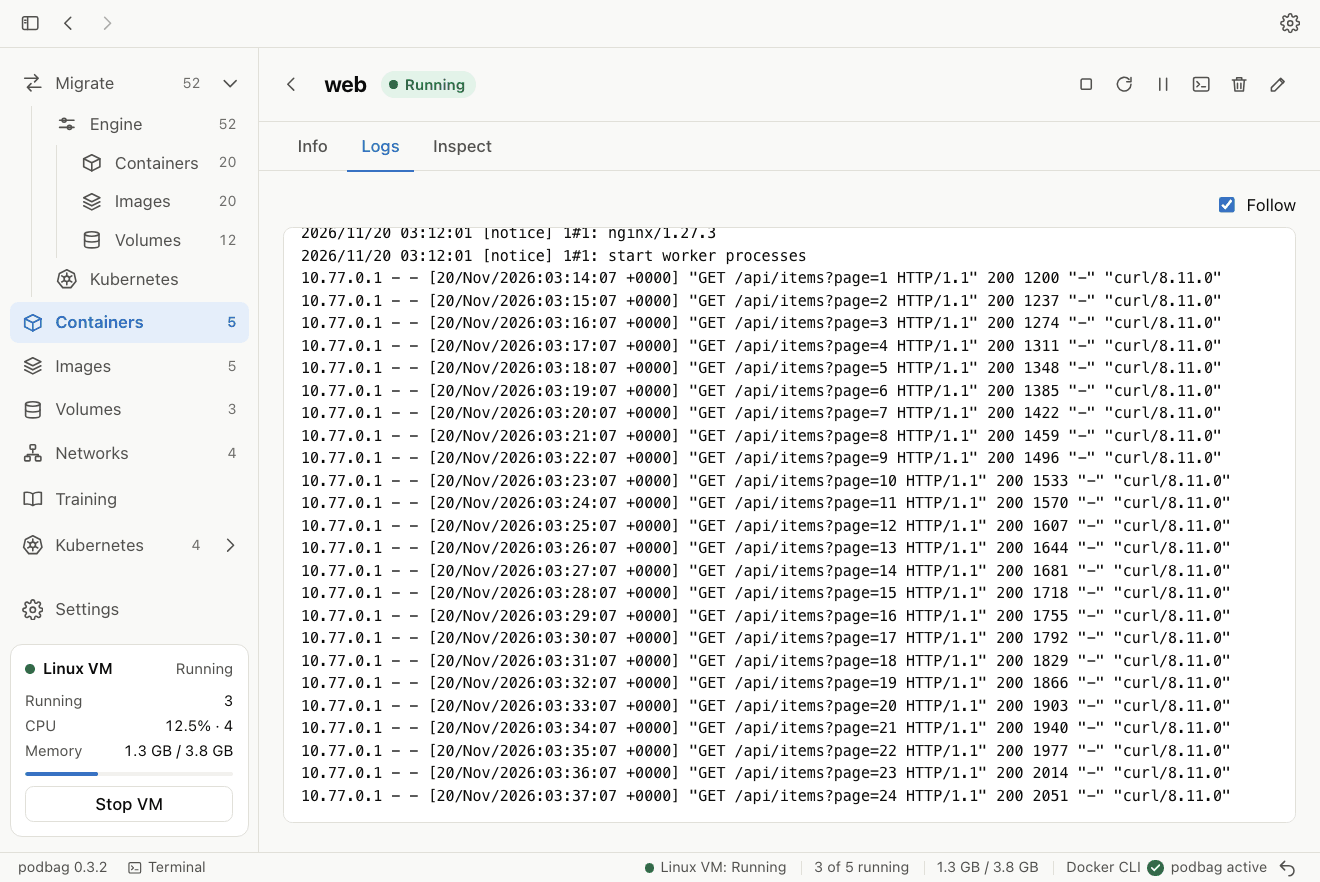 Migrate 52
Engine 52
Containers 20
Images 20
Volumes 12
Kubernetes
Containers 5
Images 5
Volumes 3
Networks 4
Training
Kubernetes 4
Settings
Linux VM Running
Running 3
CPU 12.5% · 4
Memory 1.3 GB / 3.8 GB
Stop VM
web Running
Info Logs Inspect
Follow
2026/11/20 03:12:01 [notice] 1#1: nginx/1.27.3
2026/11/20 03:12:01 [notice] 1#1: start worker processes
10.77.0.1 - - [20/Nov/2026:03:14:07 +0000] "GET /api/items?page=1 HTTP/1.1" 200 1200 "-" "curl/8.11.0"
10.77.0.1 - - [20/Nov/2026:03:15:07 +0000] "GET /api/items?page=2 HTTP/1.1" 200 1237 "-" "curl/8.11.0"
10.77.0.1 - - [20/Nov/2026:03:16:07 +0000] "GET /api/items?page=3 HTTP/1.1" 200 1274 "-" "curl/8.11.0"
10.77.0.1 - - [20/Nov/2026:03:17:07 +0000] "GET /api/items?page=4 HTTP/1.1" 200 1311 "-" "curl/8.11.0"
10.77.0.1 - - [20/Nov/2026:03:18:07 +0000] "GET /api/items?page=5 HTTP/1.1" 200 1348 "-" "curl/8.11.0"
10.77.0.1 - - [20/Nov/2026:03:19:07 +0000] "GET /api/items?page=6 HTTP/1.1" 200 1385 "-" "curl/8.11.0"
10.77.0.1 - - [20/Nov/2026:03:20:07 +0000] "GET /api/items?page=7 HTTP/1.1" 200 1422 "-" "curl/8.11.0"
10.77.0.1 - - [20/Nov/2026:03:21:07 +0000] "GET /api/items?page=8 HTTP/1.1" 200 1459 "-" "curl/8.11.0"
10.77.0.1 - - [20/Nov/2026:03:22:07 +0000] "GET /api/items?page=9 HTTP/1.1" 200 1496 "-" "curl/8.11.0"
10.77.0.1 - - [20/Nov/2026:03:23:07 +0000] "GET /api/items?page=10 HTTP/1.1" 200 1533 "-" "curl/8.11.0"
10.77.0.1 - - [20/Nov/2026:03:24:07 +0000] "GET /api/items?page=11 HTTP/1.1" 200 1570 "-" "curl/8.11.0"
10.77.0.1 - - [20/Nov/2026:03:25:07 +0000] "GET /api/items?page=12 HTTP/1.1" 200 1607 "-" "curl/8.11.0"
10.77.0.1 - - [20/Nov/2026:03:26:07 +0000] "GET /api/items?page=13 HTTP/1.1" 200 1644 "-" "curl/8.11.0"
10.77.0.1 - - [20/Nov/2026:03:27:07 +0000] "GET /api/items?page=14 HTTP/1.1" 200 1681 "-" "curl/8.11.0"
10.77.0.1 - - [20/Nov/2026:03:28:07 +0000] "GET /api/items?page=15 HTTP/1.1" 200 1718 "-" "curl/8.11.0"
10.77.0.1 - - [20/Nov/2026:03:29:07 +0000] "GET /api/items?page=16 HTTP/1.1" 200 1755 "-" "curl/8.11.0"
10.77.0.1 - - [20/Nov/2026:03:30:07 +0000] "GET /api/items?page=17 HTTP/1.1" 200 1792 "-" "curl/8.11.0"
10.77.0.1 - - [20/Nov/2026:03:31:07 +0000] "GET /api/items?page=18 HTTP/1.1" 200 1829 "-" "curl/8.11.0"
10.77.0.1 - - [20/Nov/2026:03:32:07 +0000] "GET /api/items?page=19 HTTP/1.1" 200 1866 "-" "curl/8.11.0"
10.77.0.1 - - [20/Nov/2026:03:33:07 +0000] "GET /api/items?page=20 HTTP/1.1" 200 1903 "-" "curl/8.11.0"
10.77.0.1 - - [20/Nov/2026:03:34:07 +0000] "GET /api/items?page=21 HTTP/1.1" 200 1940 "-" "curl/8.11.0"
10.77.0.1 - - [20/Nov/2026:03:35:07 +0000] "GET /api/items?page=22 HTTP/1.1" 200 1977 "-" "curl/8.11.0"
10.77.0.1 - - [20/Nov/2026:03:36:07 +0000] "GET /api/items?page=23 HTTP/1.1" 200 2014 "-" "curl/8.11.0"
10.77.0.1 - - [20/Nov/2026:03:37:07 +0000] "GET /api/items?page=24 HTTP/1.1" 200 2051 "-" "curl/8.11.0"
podbag 0.3.2 Terminal Linux VM: Running 3 of 5 running 1.3 GB / 3.8 GB Docker CLI podbag active